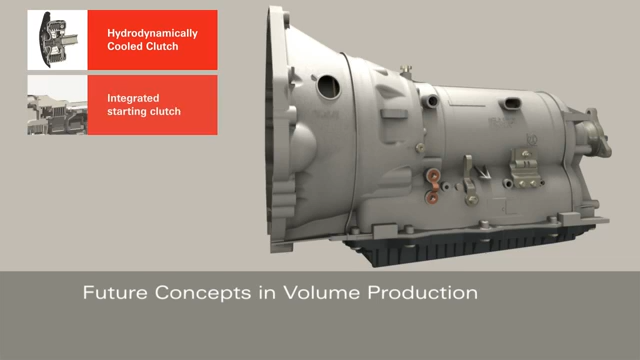 Hydrodynamically
Cooled Clutch
Integrated
starting clutch
Future Concepts in Volume Production